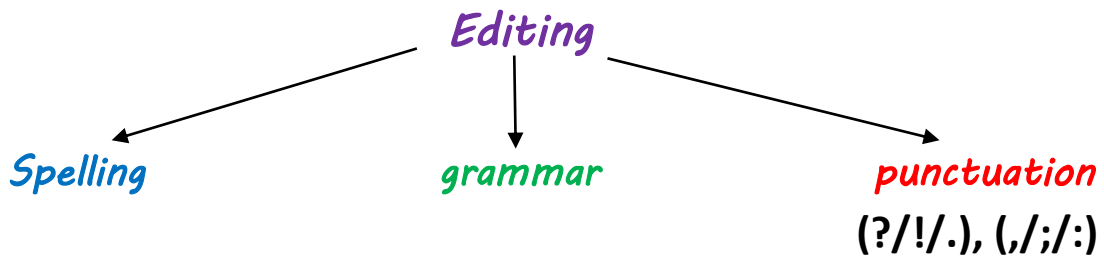 Editing
Spelling grammar punctuation
(?/!/.), (,/;/:)